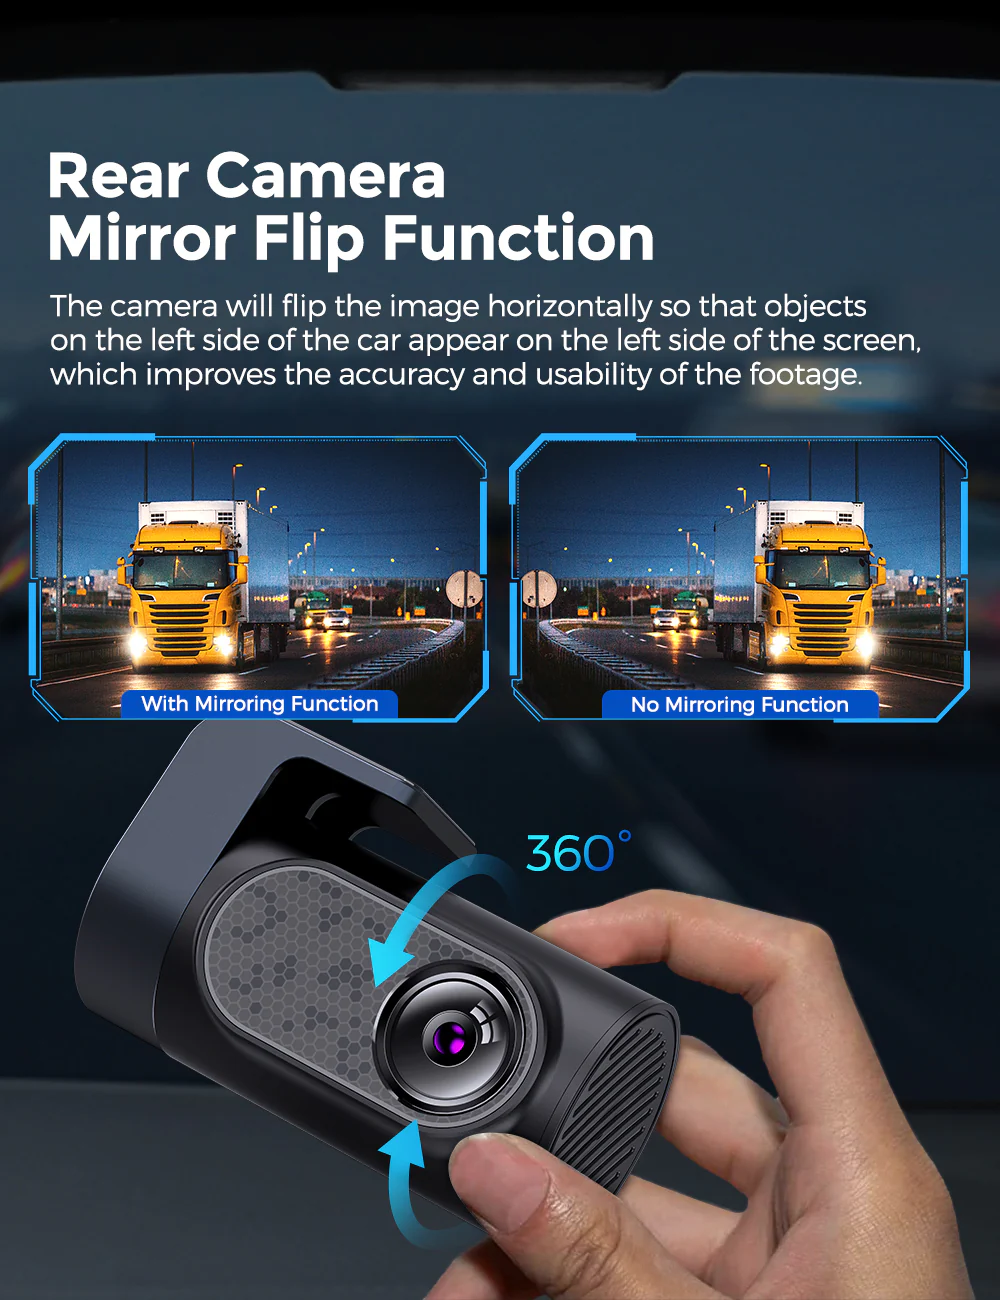 Rear Camera
Mirror Flip Function
The camera will flip the image horizontally so that objects
on the left side of the car appear on the left side of the screen,
which improves the accuracy and usability of the footage.
With Mirroring Function
No Mirroring Function
360°